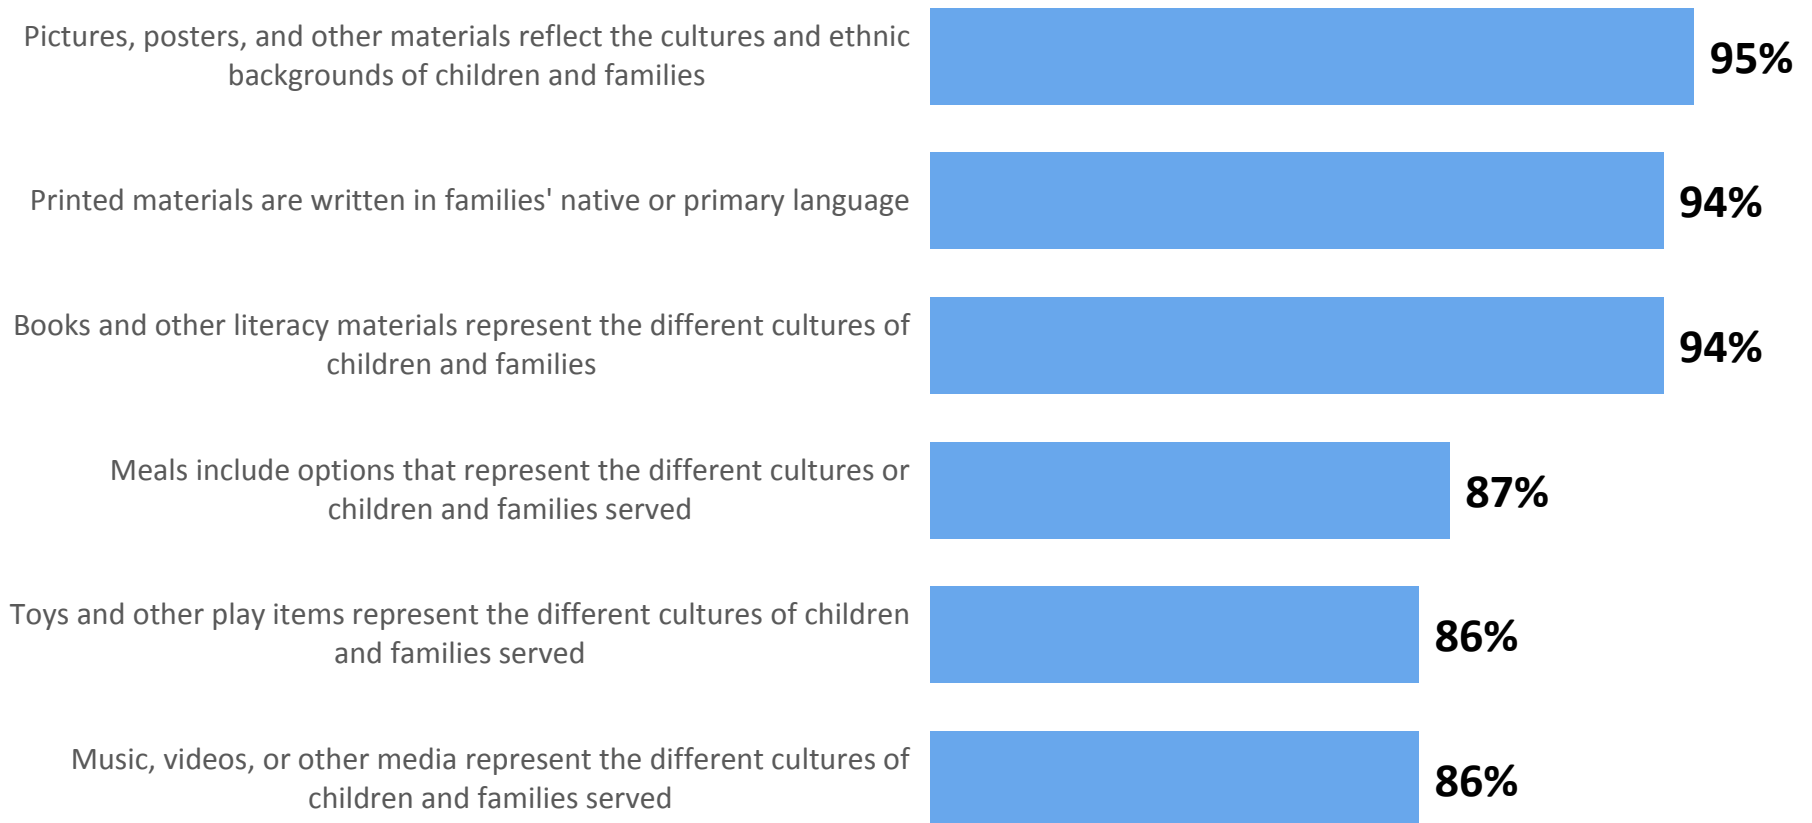 Pictures, posters, and other materials reflect the cultures and ethnic
backgrounds of children and families
95%
Printed materials are written in families' native or primary language
94%
Books and other literacy materials represent the different cultures of
children and families
94%
Meals include options that represent the different cultures or
children and families served
87%
Toys and other play items represent the different cultures of children
and families served
86%
Music, videos, or other media represent the different cultures of
children and families served
86%